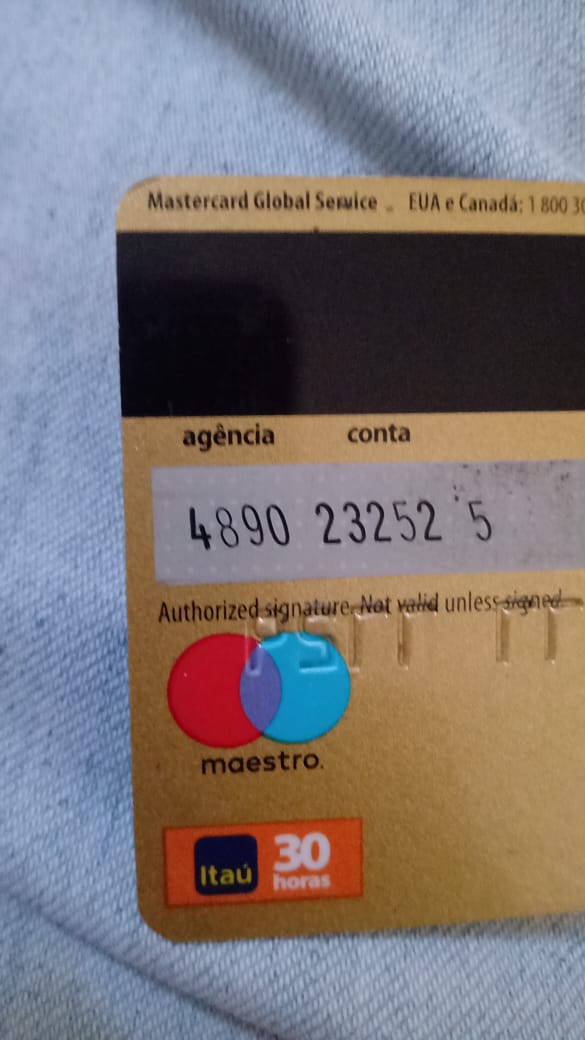 Mastercard Global Service - EUA e Canadá: 1 800 30
agência conta
4890 23252 5
Authorized signature. Not valid unless signed.
maestro.
Itaú 30 horas